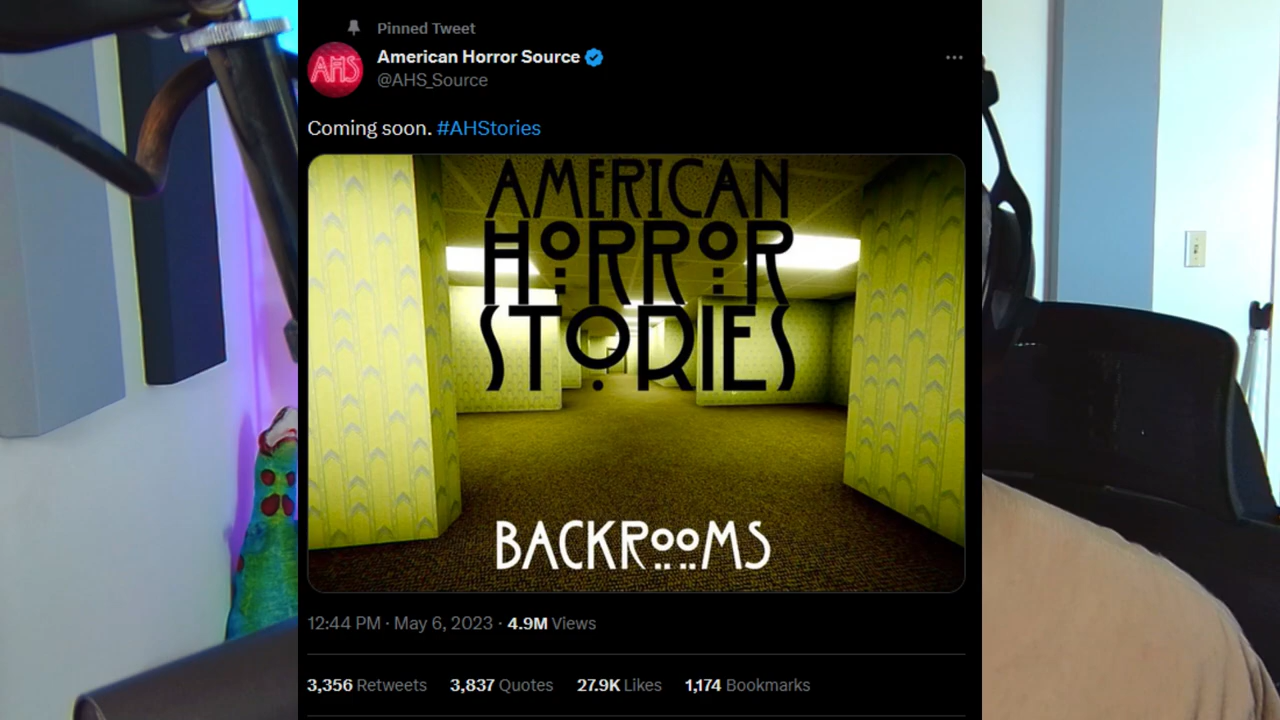 Pinned Tweet
AHS
American Horror Source
@AHS_Source
Coming soon. #AHStories
AMERICAN
HORROR
STORIES
BACKROOMS
12:44 PM · May 6, 2023 · 4.9M Views
3,356 Retweets 3,837 Quotes 27.9K Likes 1,174 Bookmarks